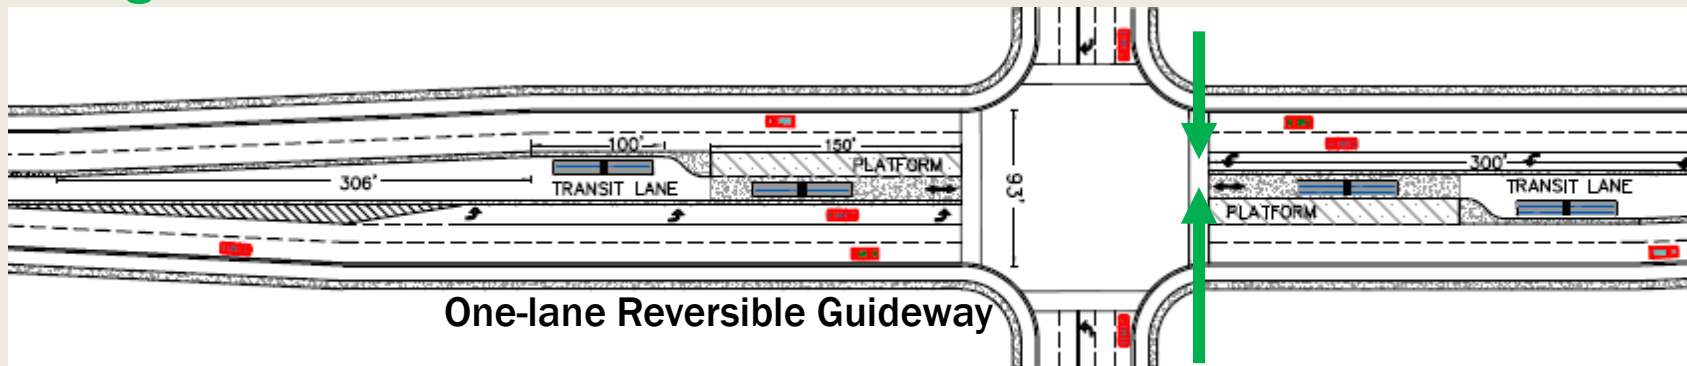 100'
150'
PLATFORM
306'
TRANSIT LANE
93'
300'
TRANSIT LANE
PLATFORM
One-lane Reversible Guideway